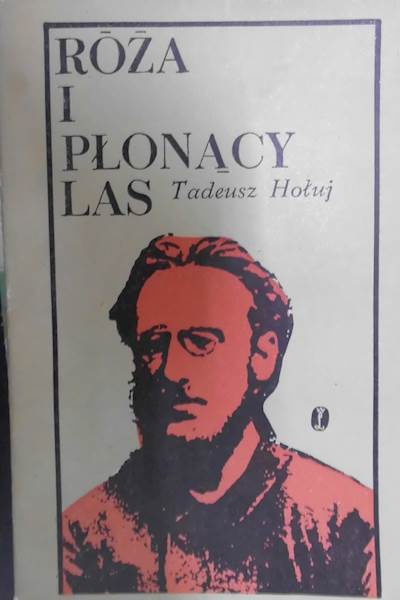 RÓŻA
I
PŁONĄCY
LAS Tadeusz Hołuj